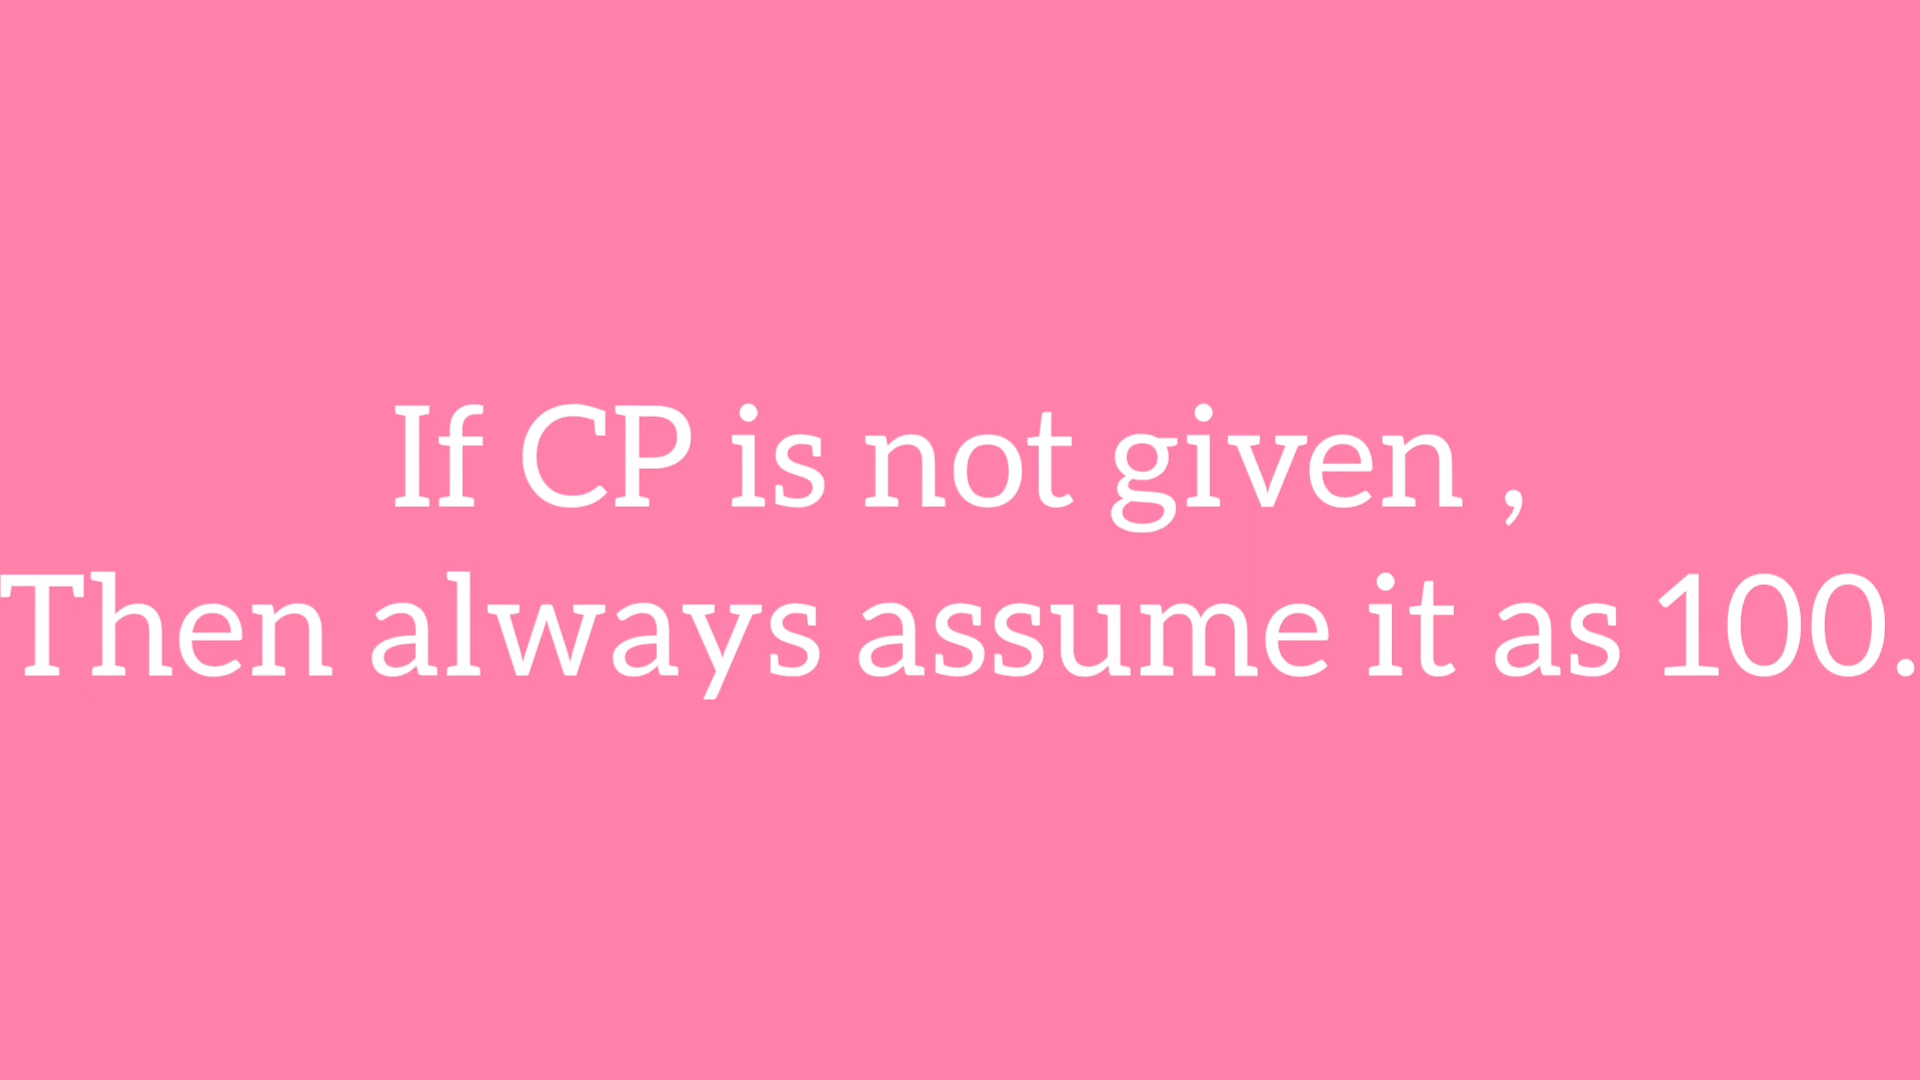 If CP is not given ,
Then always assume it as 100.